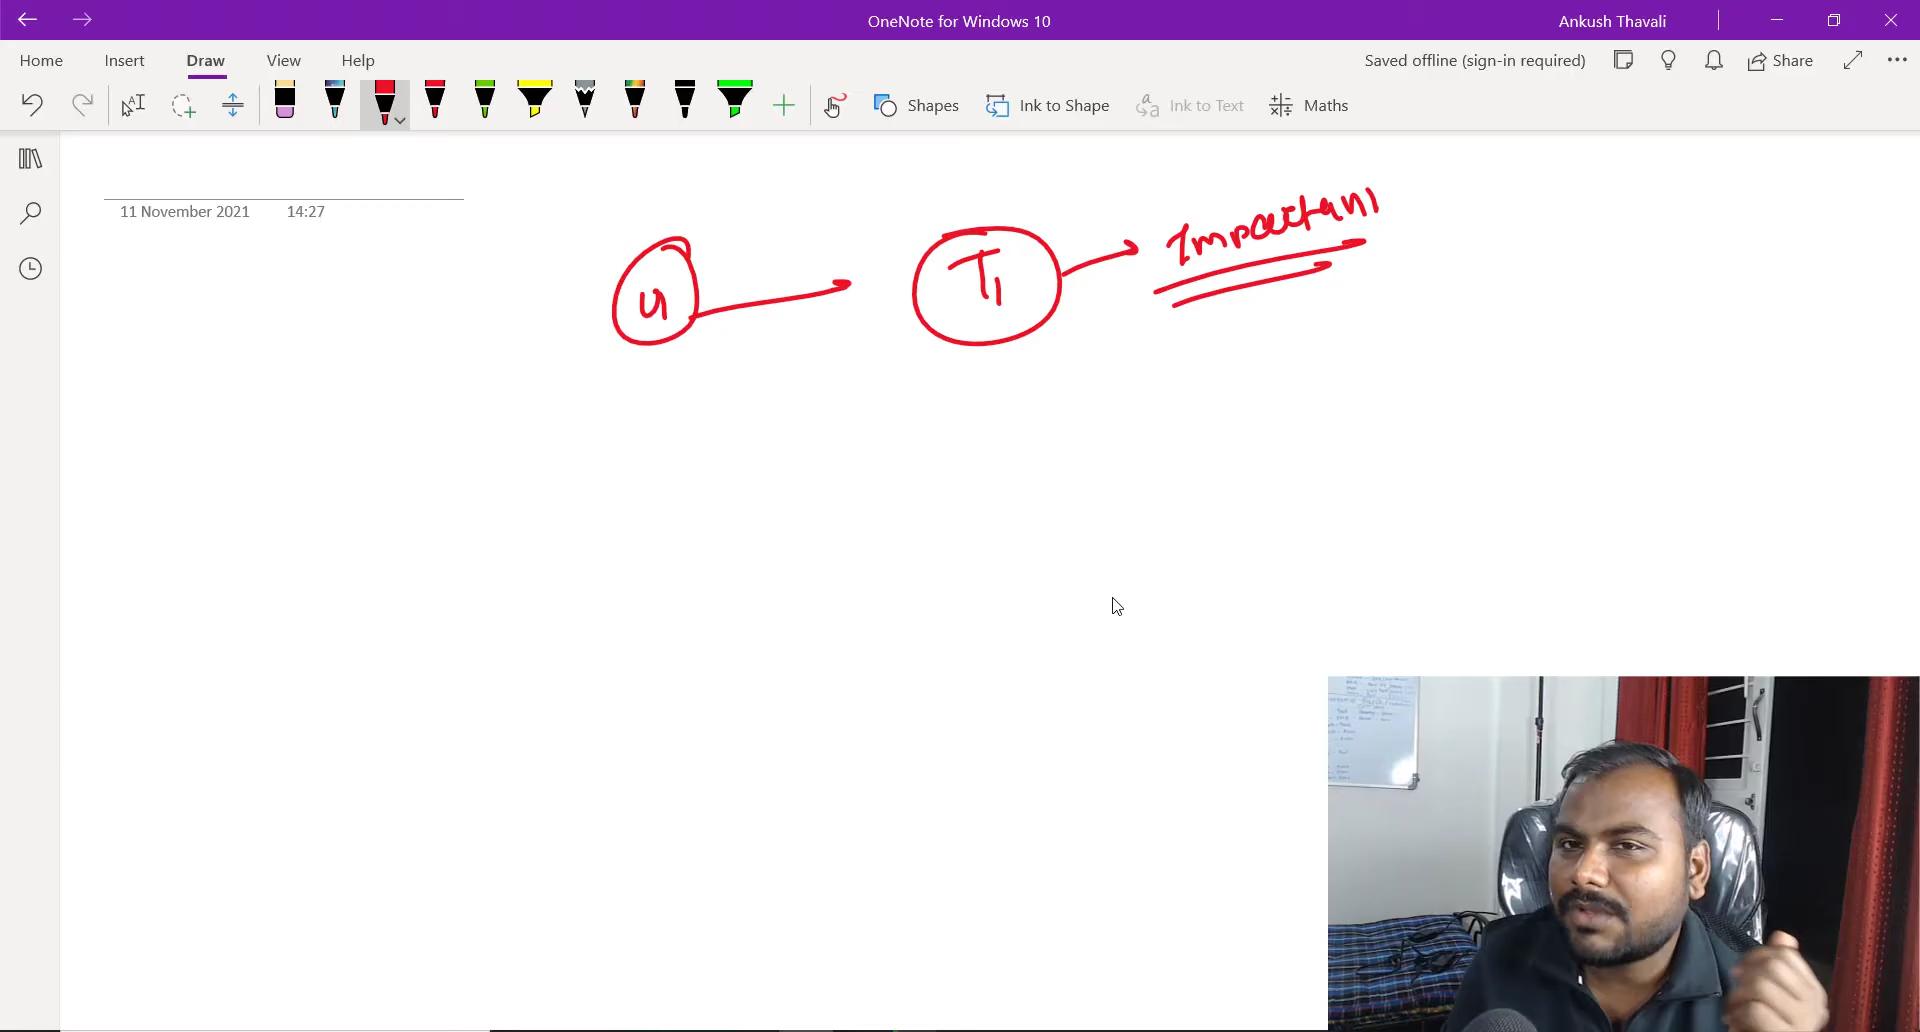 OneNote for Windows 10
Ankush Thavali
Home Insert Draw View Help
Saved offline (sign-in required) Share
Shapes Ink to Shape Ink to Text Maths
11 November 2021 14:27
U
T1
Important